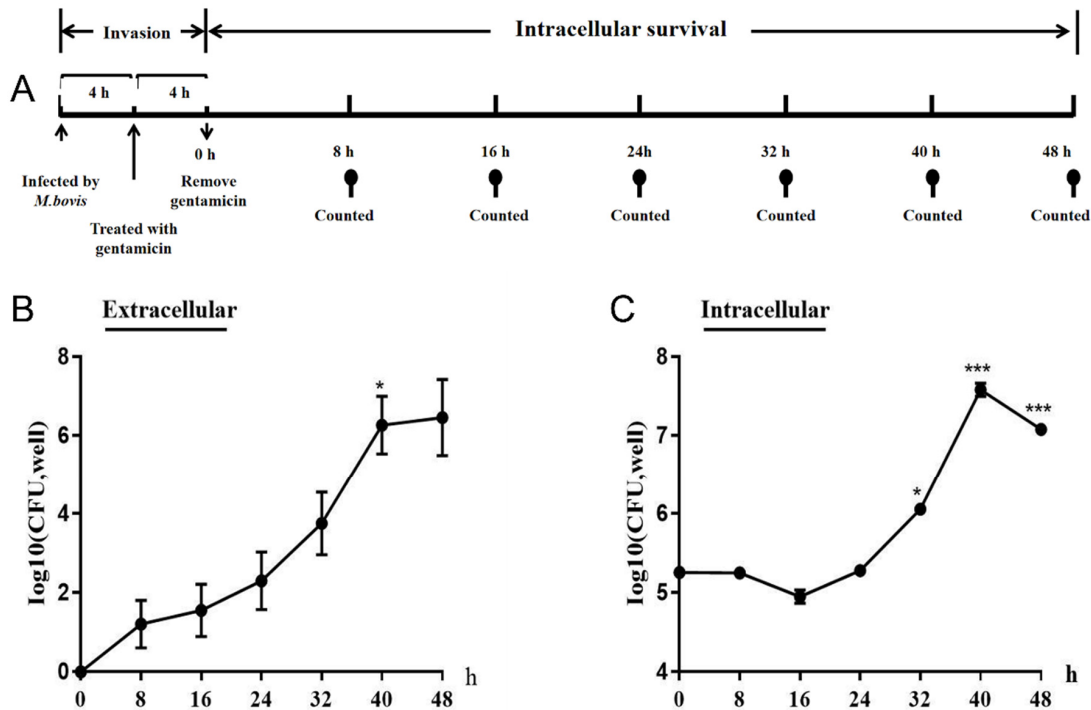 Invasion
Intracellular survival
A
4 h
4 h
0 h
8 h
16 h
24h
32 h
40 h
48 h
Infected by
M.bovis
Remove
gentamicin
Treated with
gentamicin
Counted
Counted
Counted
Counted
Counted
Counted
B
Extracellular
log10(CFU,well)
8
6
4
2
0
*
0
8
16
24
32
40
48
h
C
Intracellular
log10(CFU,well)
8
7
6
5
4
*
***
***
0
8
16
24
32
40
48
h